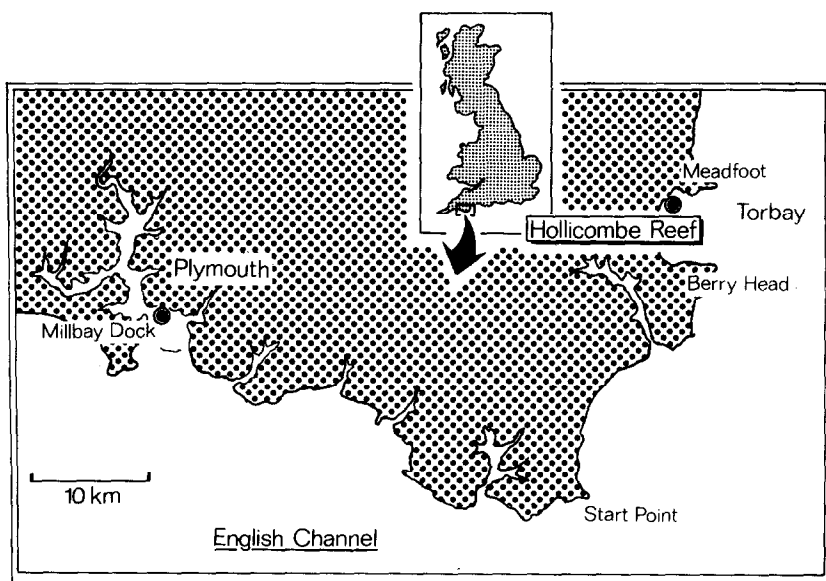 Meadfoot
Torbay
Hollicombe Reef
Plymouth
Berry Head
Millbay Dock
10 km
Start Point
English Channel